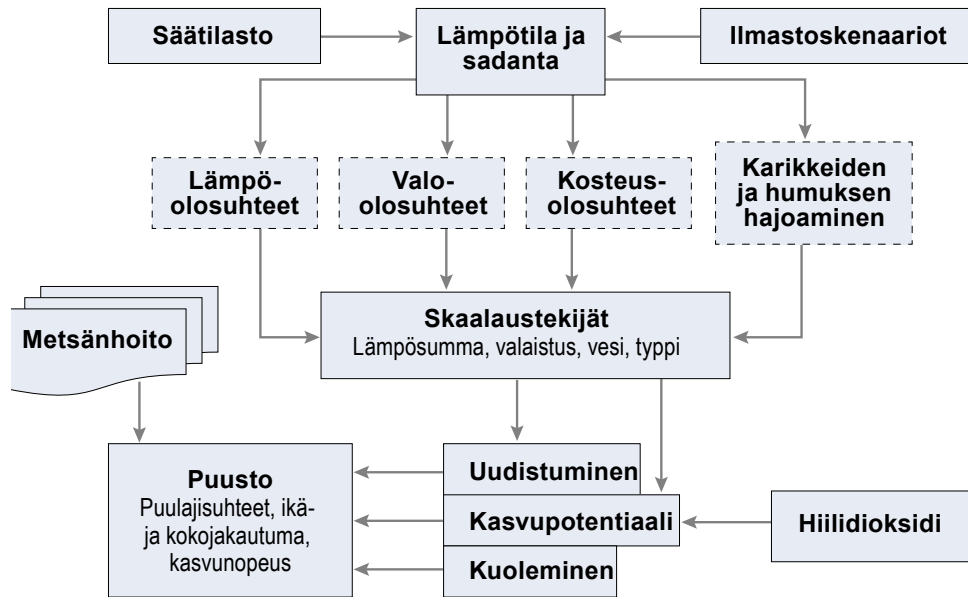 Säätilasto
Lämpötila ja
sadanta
Ilmastoskenaariot
Lämpö-
olosuhteet
Valo-
olosuhteet
Kosteus-
olosuhteet
Karikkeiden
ja humuksen
hajoaminen
Metsänhoito
Skaalaustekijät
Lämpösumma, valaistus, vesi, typpi
Puusto
Puulajisuhteet, ikä-
ja kokojakautuma,
kasvunopeus
Uudistuminen
Kasvupotentiaali
Kuoleminen
Hiilidioksidi